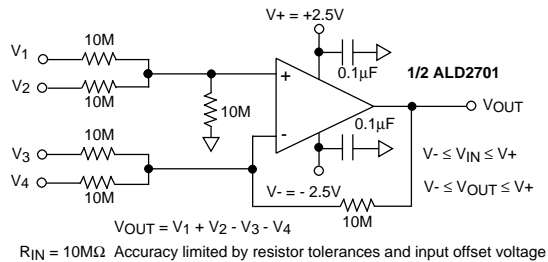 V+ = +2.5V
V1
10M
0.1µF
1/2 ALD2701
V2
10M
+
10M
VOUT
-
0.1µF
V3
10M
V- ≤ VIN ≤ V+
V4
10M
V- = - 2.5V
V- ≤ VOUT ≤ V+
10M
VOUT = V1 + V2 - V3 - V4
RIN = 10MΩ Accuracy limited by resistor tolerances and input offset voltage